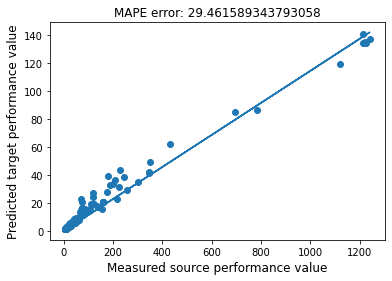 MAPE error: 29.461589343793058
Predicted target performance value
140
120
100
80
60
40
20
0
0 200 400 600 800 1000 1200
Measured source performance value